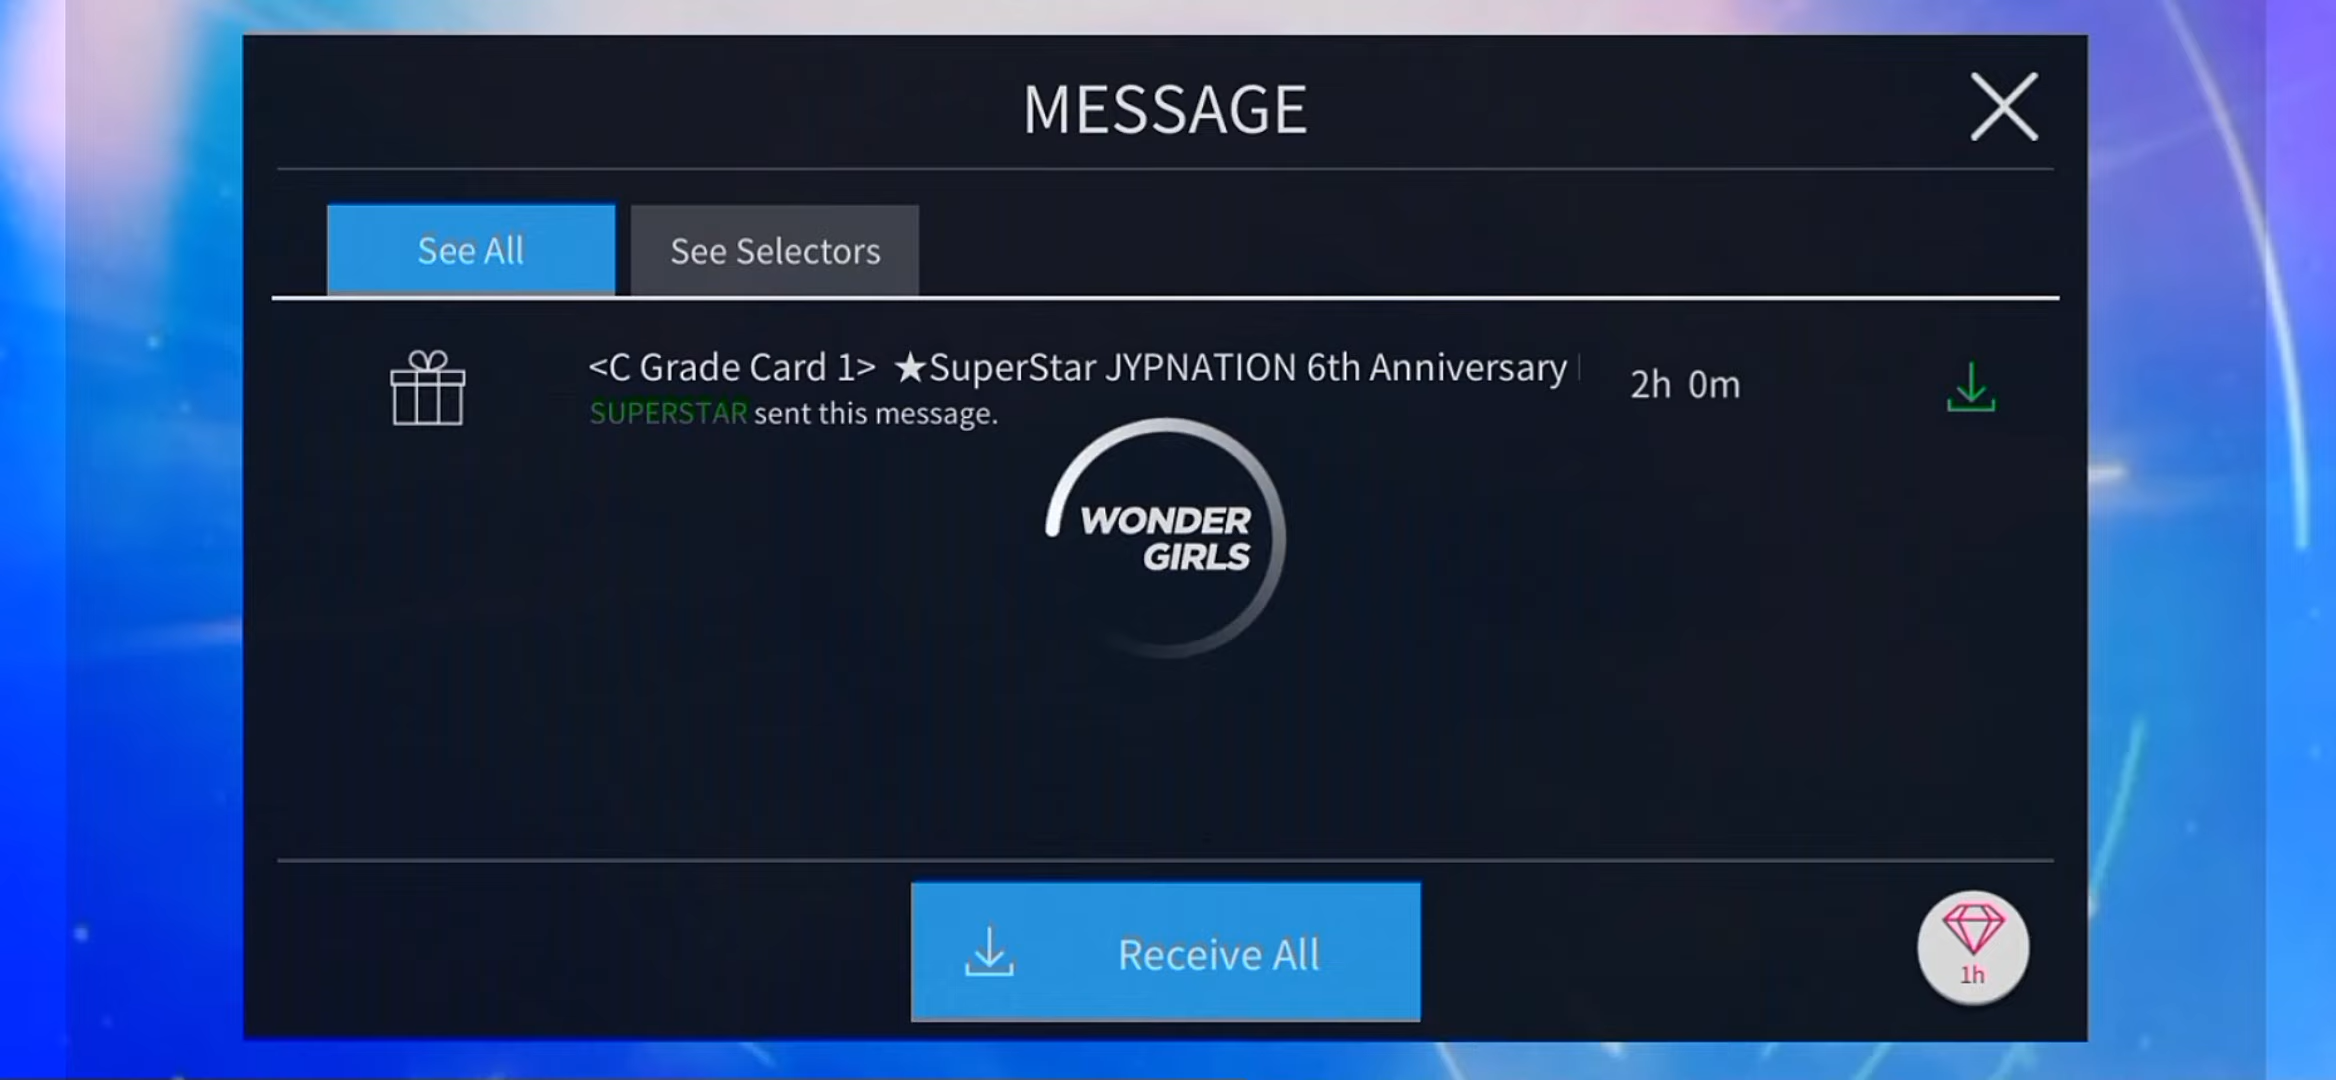 MESSAGE
See All
See Selectors
<C Grade Card 1> ★SuperStar JYPNATION 6th Anniversary
2h 0m
SUPERSTAR sent this message.
WONDER
GIRLS
Receive All
1h